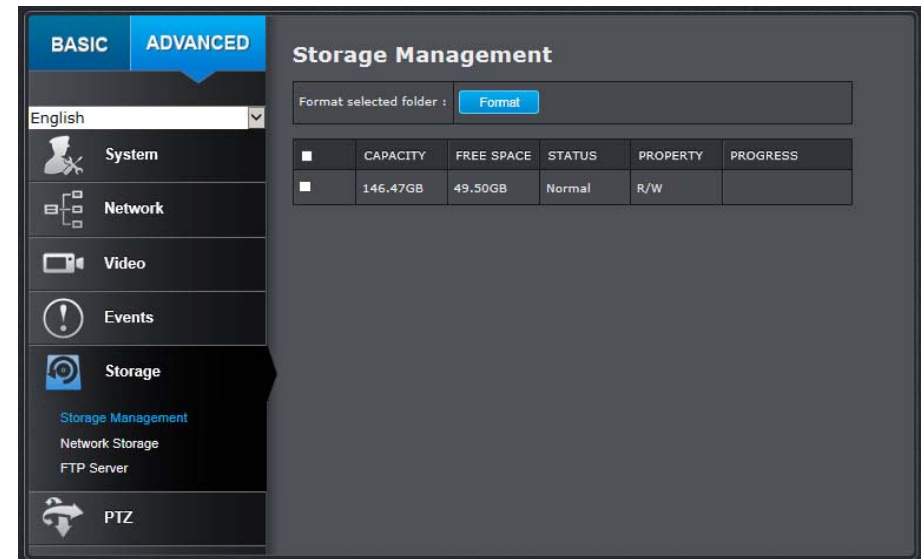 BASIC ADVANCED
English
System
Network
Video
Events
Storage
Storage Management
Network Storage
FTP Server
PTZ
Storage Management
Format selected folder : Format
CAPACITY FREE SPACE STATUS PROPERTY PROGRESS
146.47GB 49.50GB Normal R/W